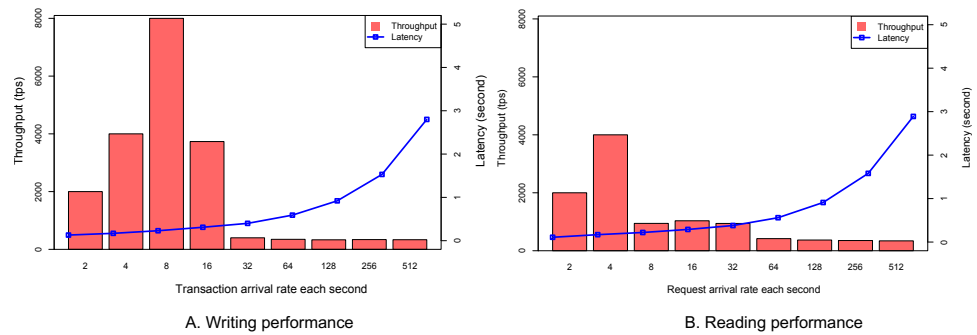 Throughput
Latency
Throughput (tps)
8000
6000
4000
2000
0
Latency (second)
5
4
3
2
1
0
2 4 8 16 32 64 128 256 512
Transaction arrival rate each second
A. Writing performance
Throughput
Latency
Throughput (tps)
8000
6000
4000
2000
0
Latency (second)
5
4
3
2
1
0
2 4 8 16 32 64 128 256 512
Request arrival rate each second
B. Reading performance